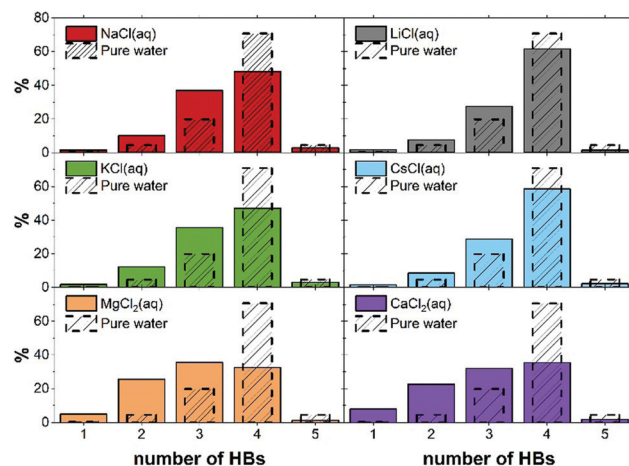 NaCl(aq)
Pure water
LiCl(aq)
Pure water
80
60
40
20
0
%
KCl(aq)
Pure water
CsCl(aq)
Pure water
60
40
20
0
%
MgCl₂(aq)
Pure water
CaCl₂(aq)
Pure water
60
40
20
0
%
1 2 3 4 5
1 2 3 4 5
number of HBs
number of HBs